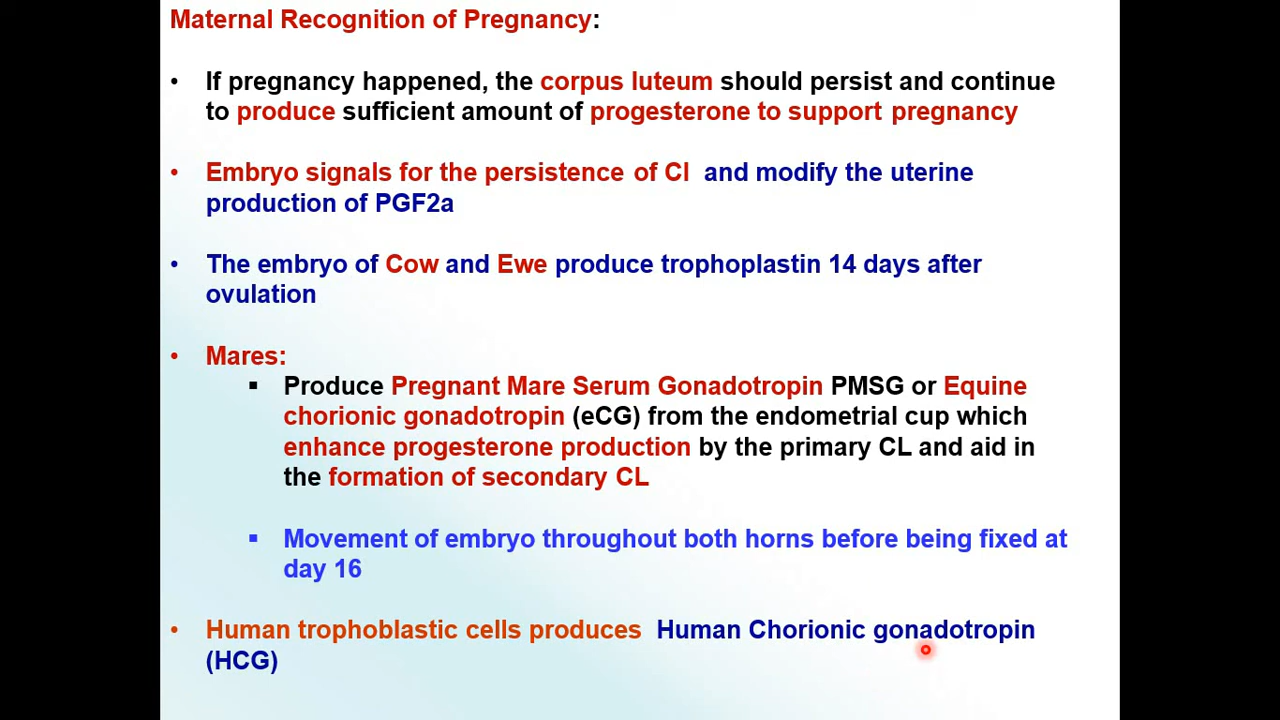 Maternal Recognition of Pregnancy:
• If pregnancy happened, the corpus luteum should persist and continue
to produce sufficient amount of progesterone to support pregnancy
• Embryo signals for the persistence of Cl and modify the uterine
production of PGF2a
• The embryo of Cow and Ewe produce trophoplastin 14 days after
ovulation
• Mares:
▪ Produce Pregnant Mare Serum Gonadotropin PMSG or Equine
chorionic gonadotropin (eCG) from the endometrial cup which
enhance progesterone production by the primary CL and aid in
the formation of secondary CL
▪ Movement of embryo throughout both horns before being fixed at
day 16
• Human trophoblastic cells produces Human Chorionic gonadotropin
(HCG)